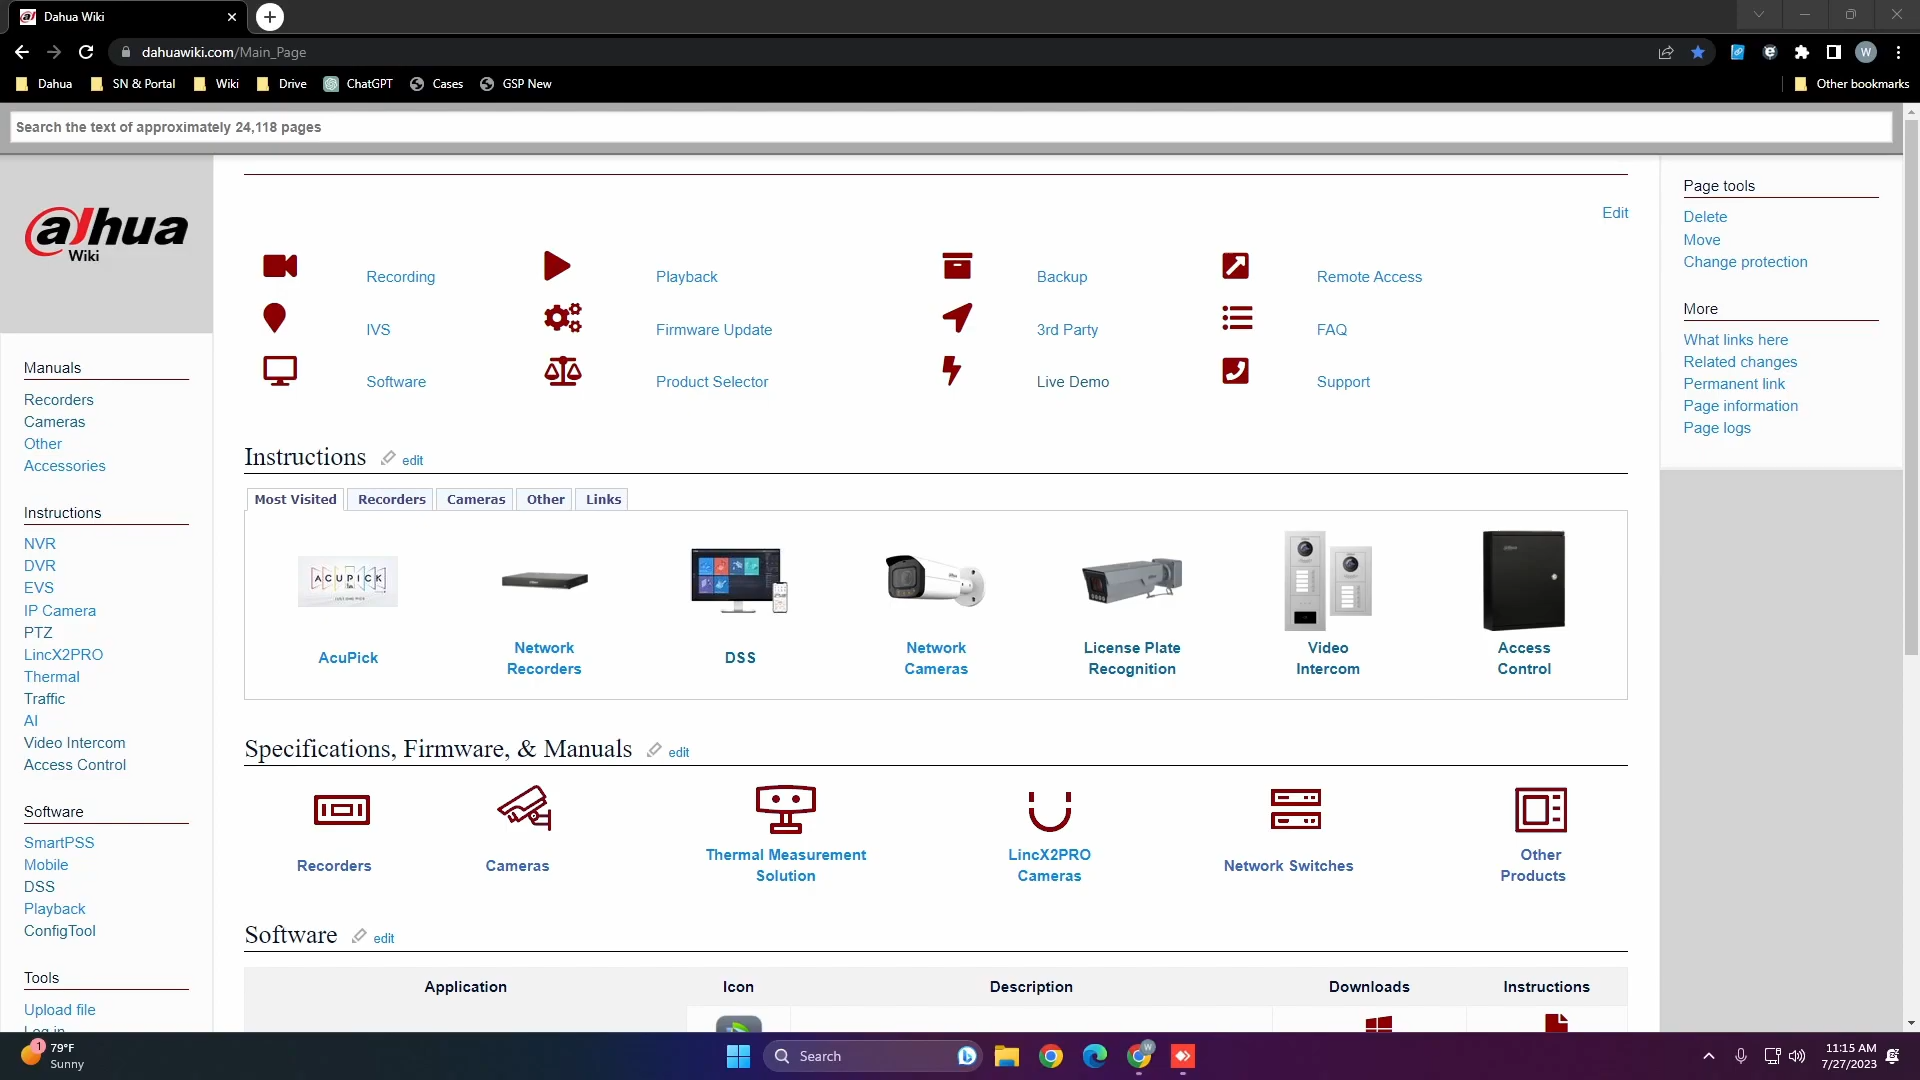 Dahua Wiki
dahuawiki.com/Main_Page
W
Dahua
SN & Portal
Wiki
Drive
ChatGPT
Cases
GSP New
Other bookmarks
Search the text of approximately 24,118 pages
alhua
Wiki
Edit
Recording
Playback
Backup
Remote Access
IVS
Firmware Update
3rd Party
FAQ
Software
Product Selector
Live Demo
Support
Manuals
Recorders
Cameras
Other
Accessories
Instructions
NVR
DVR
EVS
IP Camera
PTZ
LincX2PRO
Thermal
Traffic
AI
Video Intercom
Access Control
Software
SmartPSS
Mobile
DSS
Playback
ConfigTool
Tools
Upload file
Log in
Instructions edit
Most Visited
Recorders
Cameras
Other
Links
ACUPICK
AcuPick
Network
Recorders
DSS
Network
Cameras
License Plate
Recognition
Video
Intercom
Access
Control
Specifications, Firmware, & Manuals edit
Recorders
Cameras
Thermal Measurement
Solution
LincX2PRO
Cameras
Network Switches
Other
Products
Software edit
Application
Icon
Description
Downloads
Instructions
Page tools
Delete
Move
Change protection
More
What links here
Related changes
Permanent link
Page information
Page logs
1
79°F
Sunny
Search
W
11:15 AM
7/27/2023